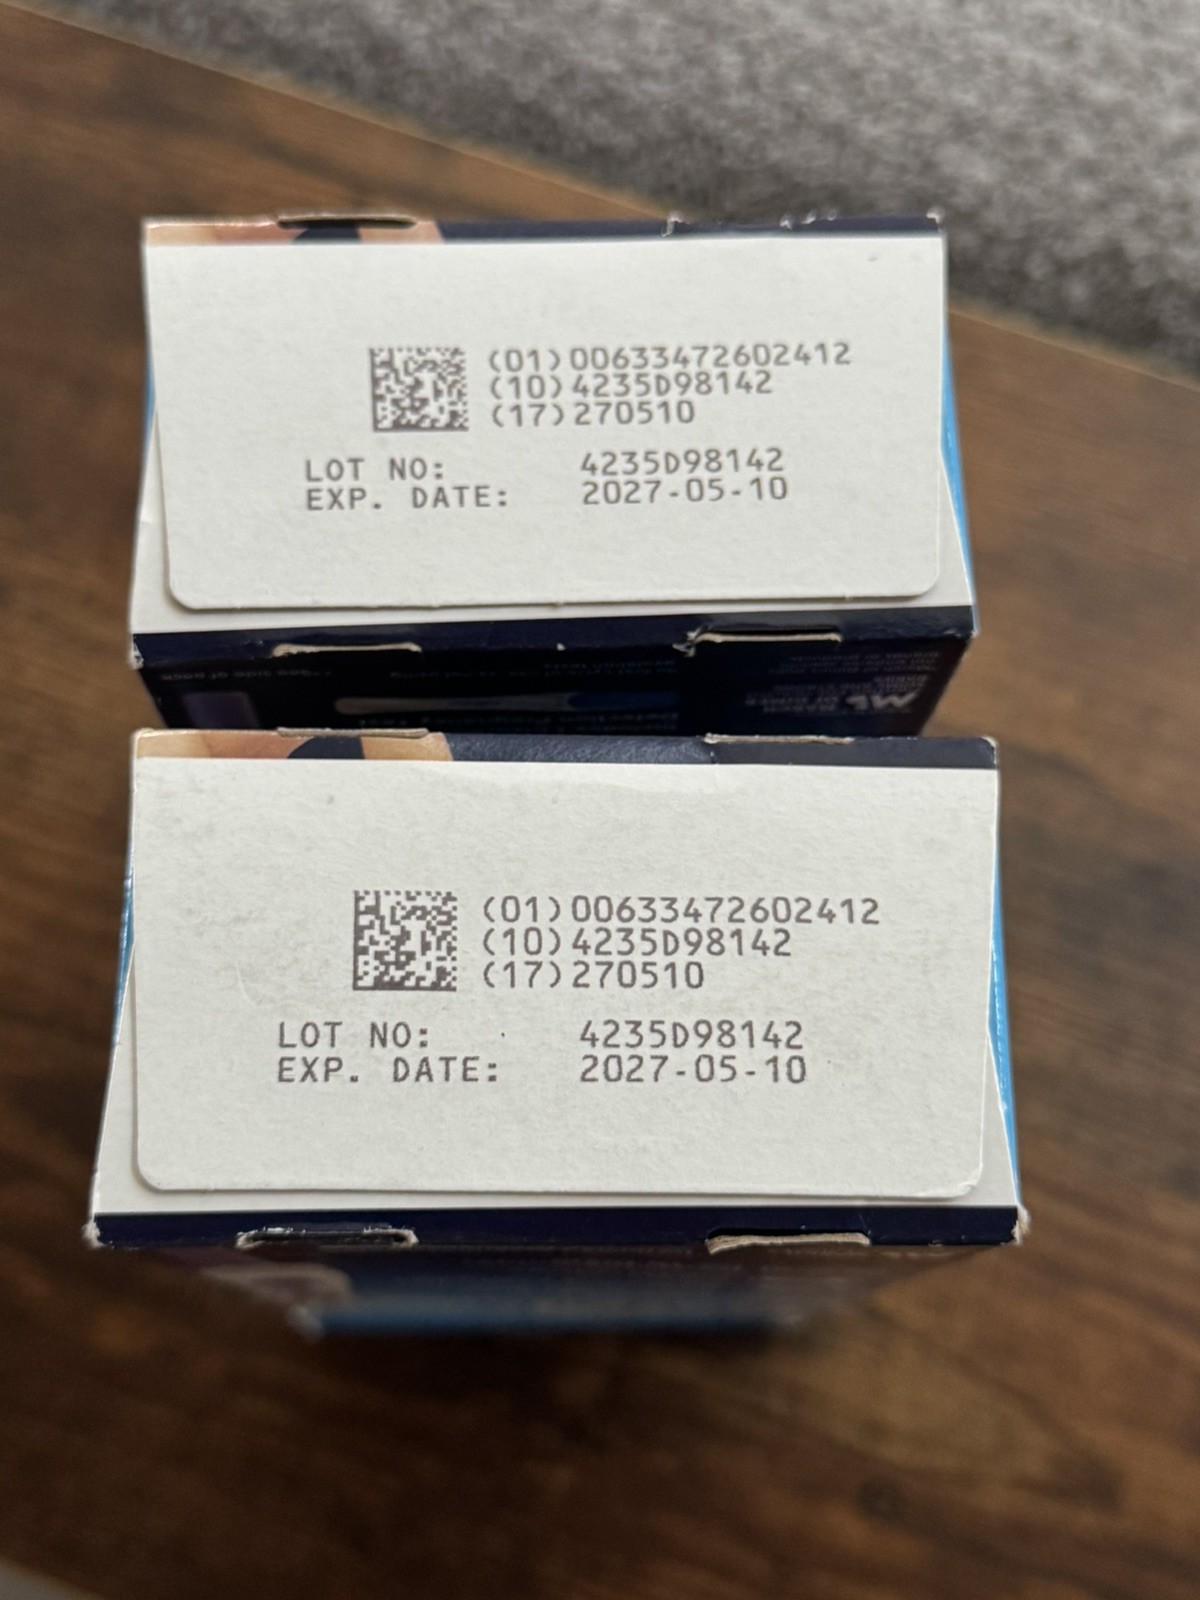 (01)00633472602412
(10)4235D98142
(17)270510
LOT NO: 4235D98142
EXP. DATE: 2027-05-10
(01)00633472602412
(10)4235D98142
(17)270510
LOT NO: 4235D98142
EXP. DATE: 2027-05-10